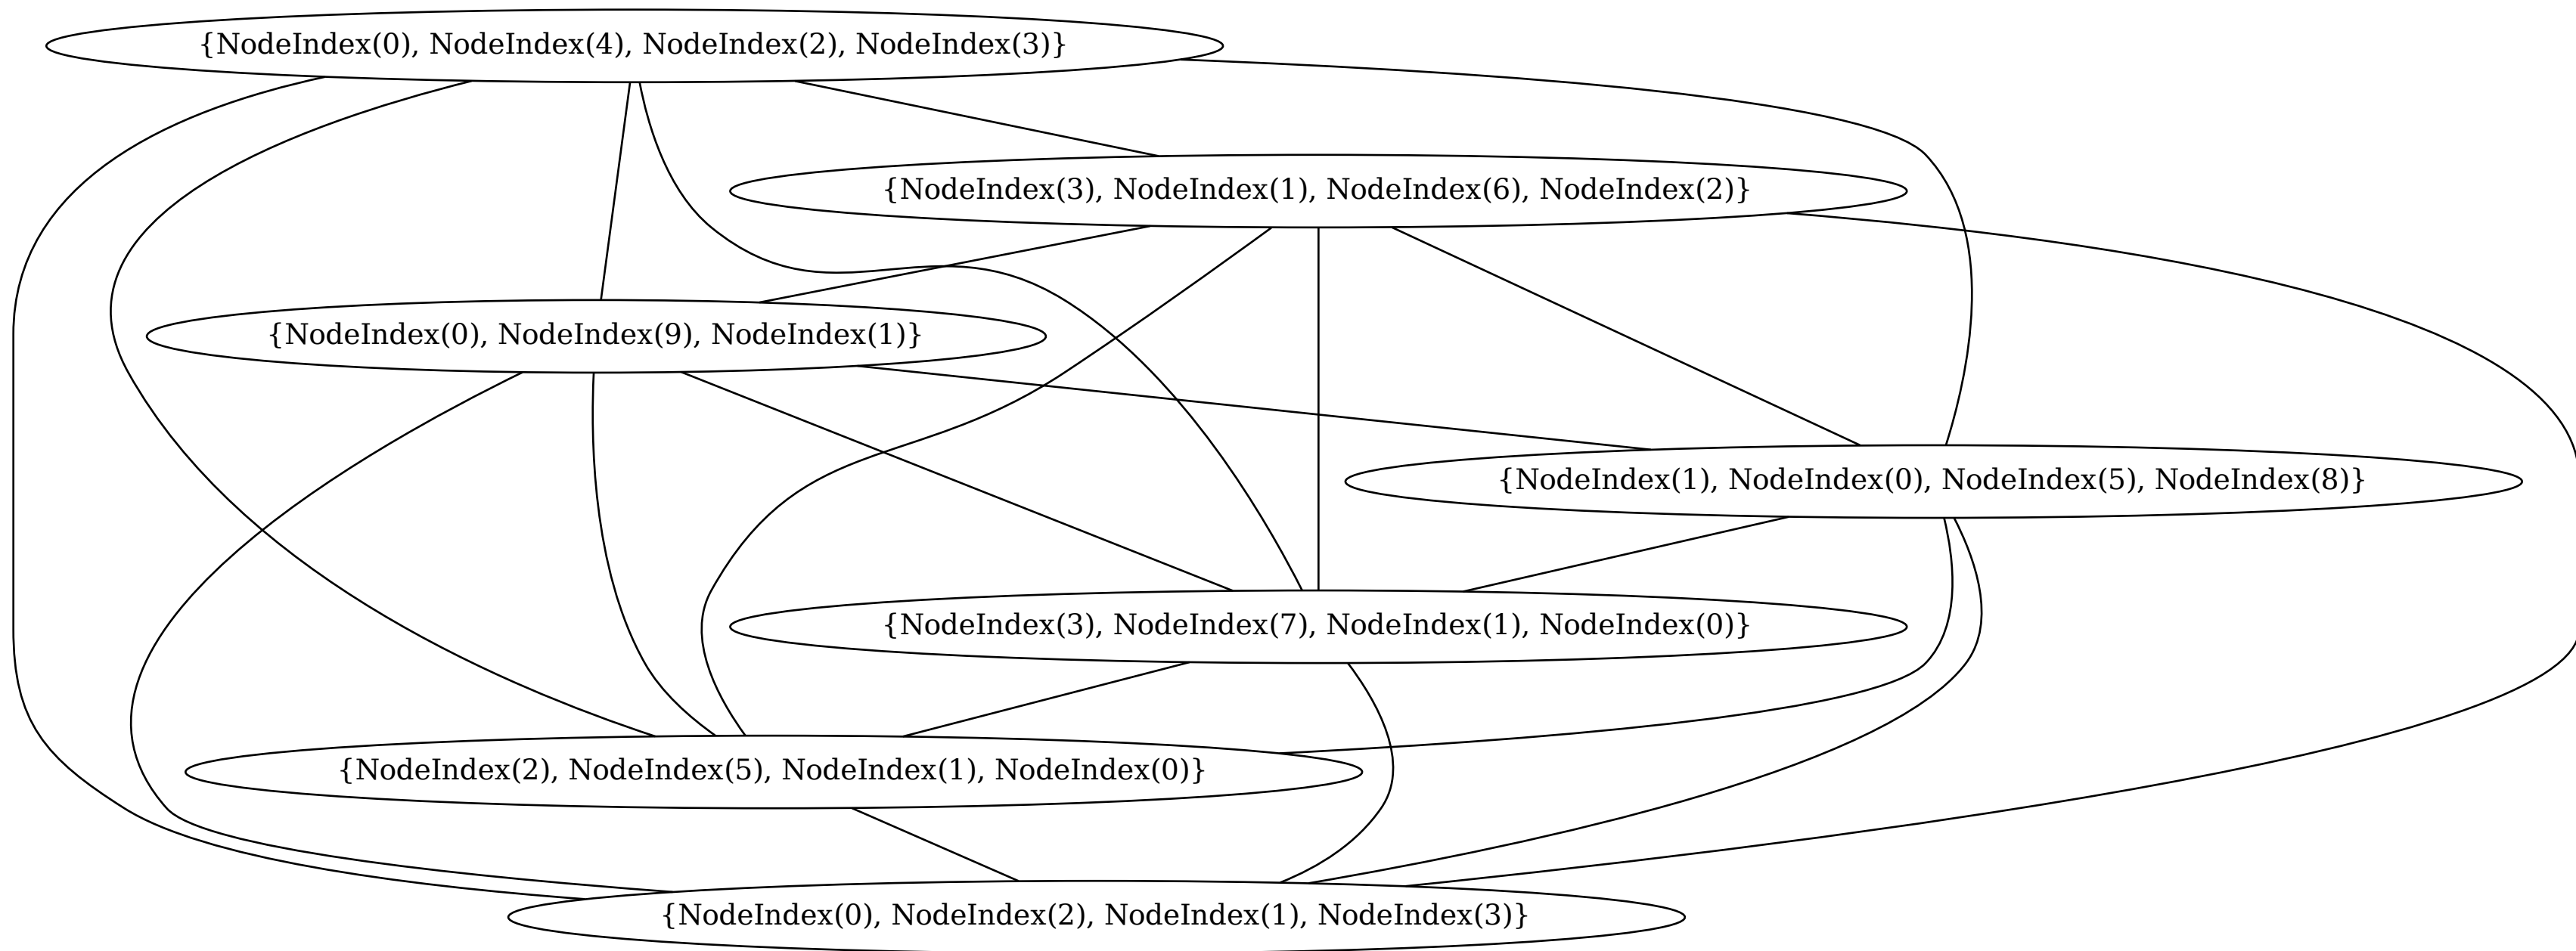 {NodeIndex(0), NodeIndex(4), NodeIndex(2), NodeIndex(3)}
{NodeIndex(3), NodeIndex(1), NodeIndex(6), NodeIndex(2)}
{NodeIndex(0), NodeIndex(9), NodeIndex(1)}
{NodeIndex(1), NodeIndex(0), NodeIndex(5), NodeIndex(8)}
{NodeIndex(3), NodeIndex(7), NodeIndex(1), NodeIndex(0)}
{NodeIndex(2), NodeIndex(5), NodeIndex(1), NodeIndex(0)}
{NodeIndex(0), NodeIndex(2), NodeIndex(1), NodeIndex(3)}